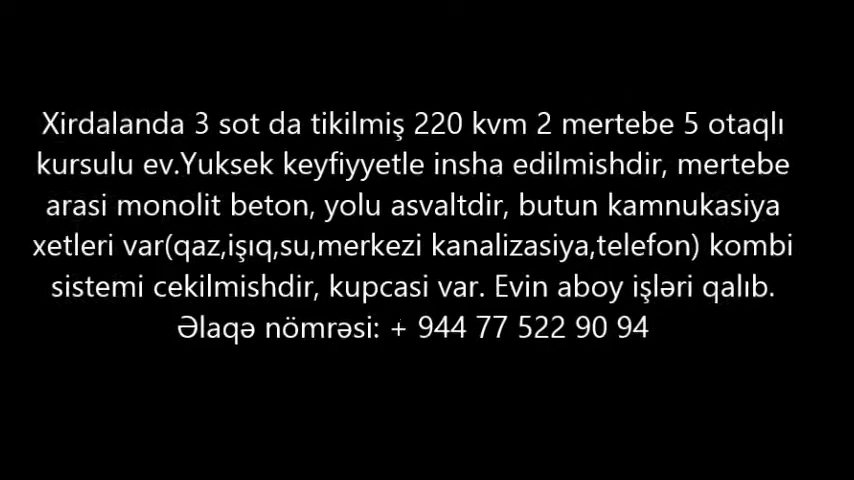 Xirdalanda 3 sot da tikilmiş 220 kvm 2 mertebe 5 otaqlı
kursulu ev.Yuksek keyfiyyetle insha edilmishdir, mertebe
arasi monolit beton, yolu asvaltdir, butun kamnukasiya
xetleri var(qaz,işıq,su,merkezi kanalizasiya,telefon) kombi
sistemi cekilmishdir, kupcasi var. Evin aboy işləri qalıb.
Əlaqə nömrəsi: + 944 77 522 90 94